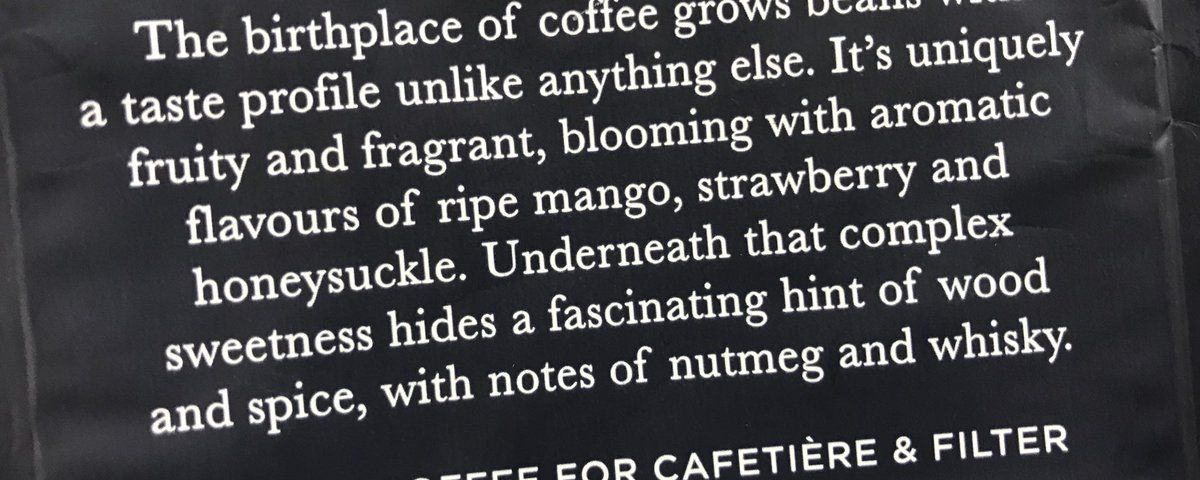 The birthplace of coffee grows beans
a taste profile unlike anything else. It's uniquely
fruity and fragrant, blooming with aromatic
flavours of ripe mango, strawberry and
honeysuckle. Underneath that complex
sweetness hides a fascinating hint of wood
and spice, with notes of nutmeg and whisky.
FOR CAFETIÈRE & FILTER